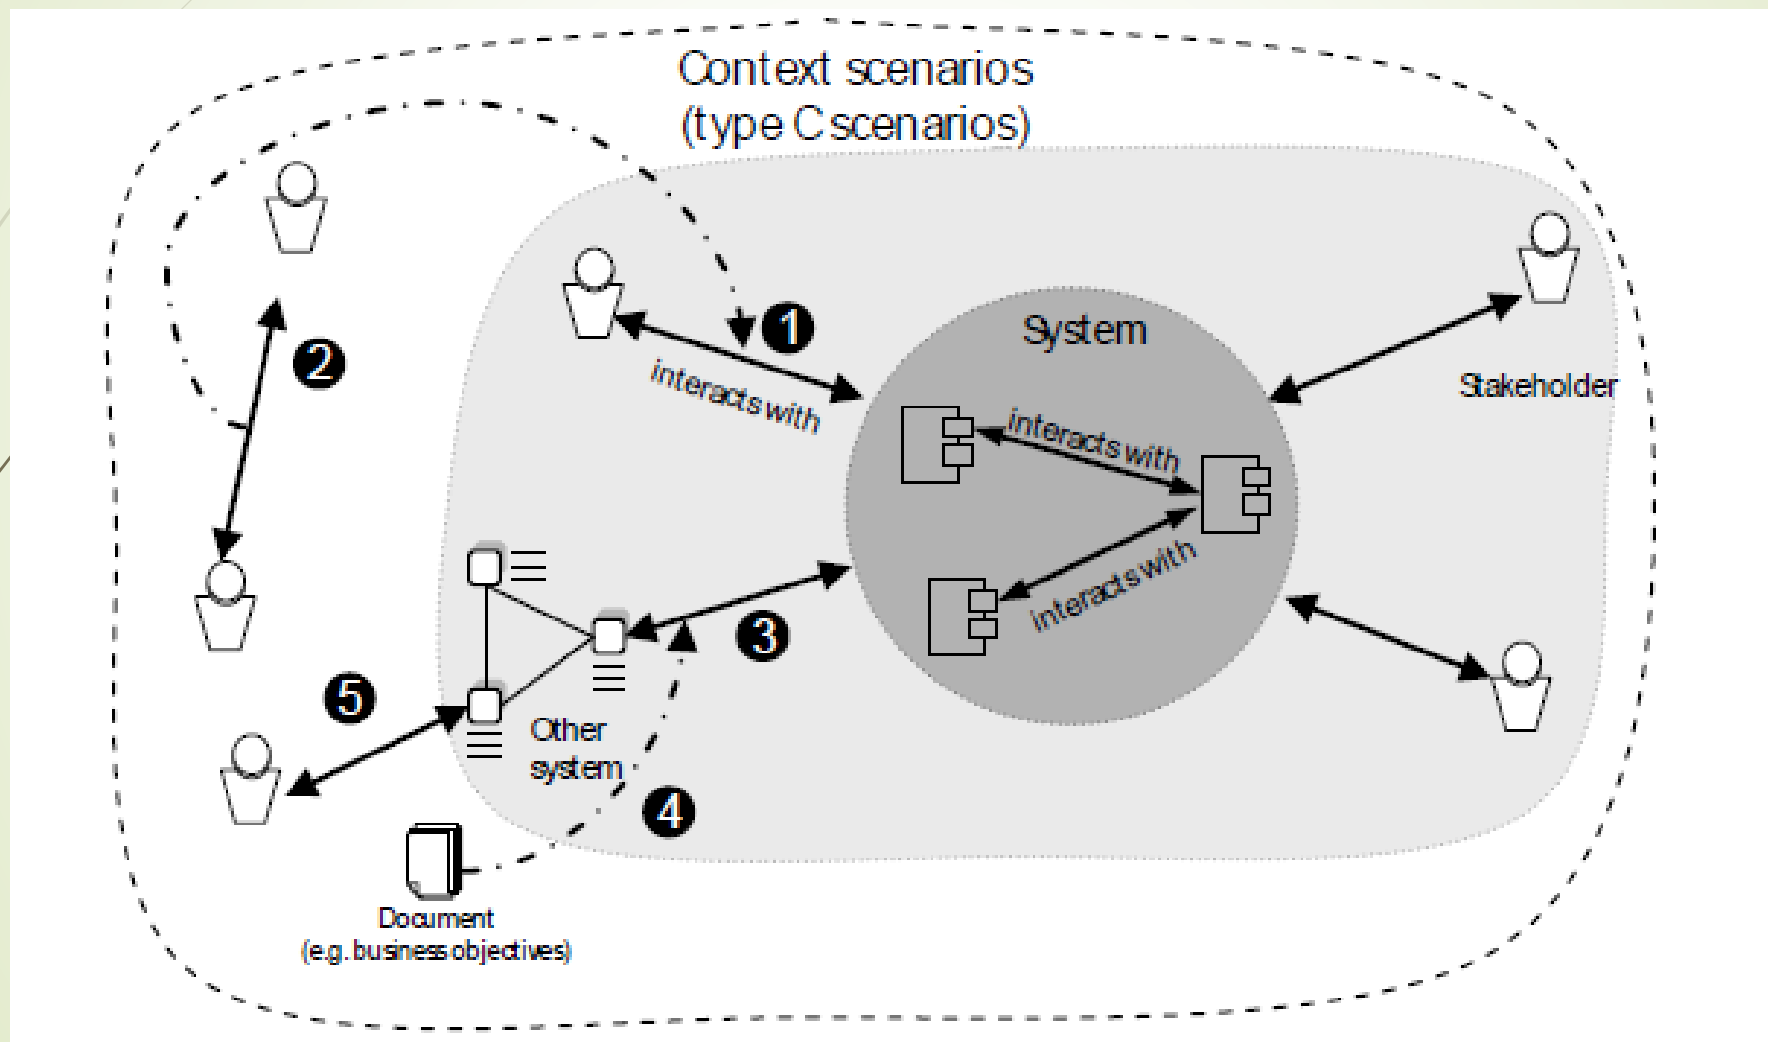 Context scenarios
(type C scenarios)
1
System
2
interacts with
Stakeholder
interacts with
interacts with
3
5
Other
system
4
Document
(e.g. business objectives)